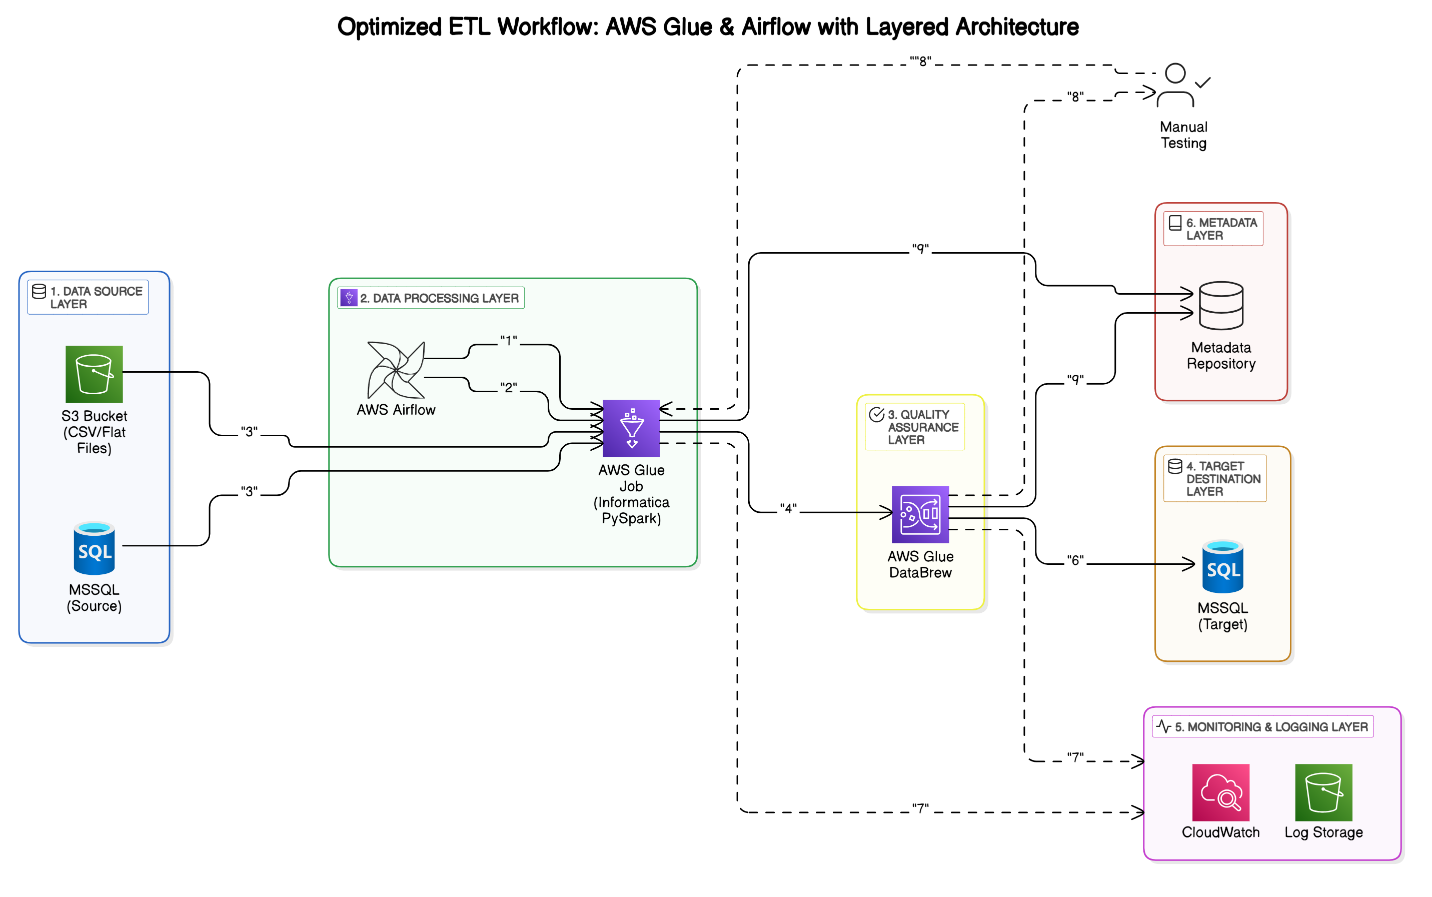 Optimized ETL Workflow: AWS Glue & Airflow with Layered Architecture
""8"
"8"
Manual
Testing
6. METADATA
LAYER
"9"
Metadata
Repository
"9"
1. DATA SOURCE
LAYER
S3 Bucket
(CSV/Flat
Files)
"3"
"3"
SQL
MSSQL
(Source)
2. DATA PROCESSING LAYER
"1"
"2"
AWS Airflow
AWS Glue
Job
(Informatica
PySpark)
"4"
3. QUALITY
ASSURANCE
LAYER
AWS Glue
DataBrew
"6"
4. TARGET
DESTINATION
LAYER
SQL
MSSQL
(Target)
"7"
"7"
5. MONITORING & LOGGING LAYER
CloudWatch
Log Storage